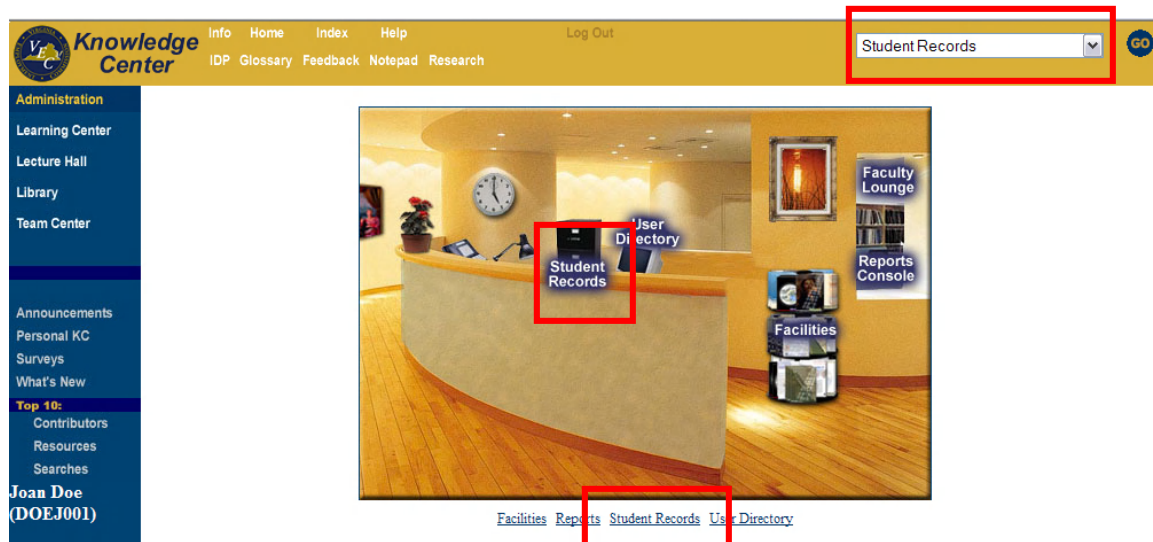 VEC
Knowledge
Center
Info Home Index Help Log Out
IDP Glossary Feedback Notepad Research
Student Records
GO
Administration
Learning Center
Lecture Hall
Library
Team Center
Announcements
Personal KC
Surveys
What's New
Top 10:
Contributors
Resources
Searches
Joan Doe
(DOEJ001)
Faculty
Lounge
User
Directory
Student
Records
Reports
Console
Facilities
Facilities Reports Student Records User Directory